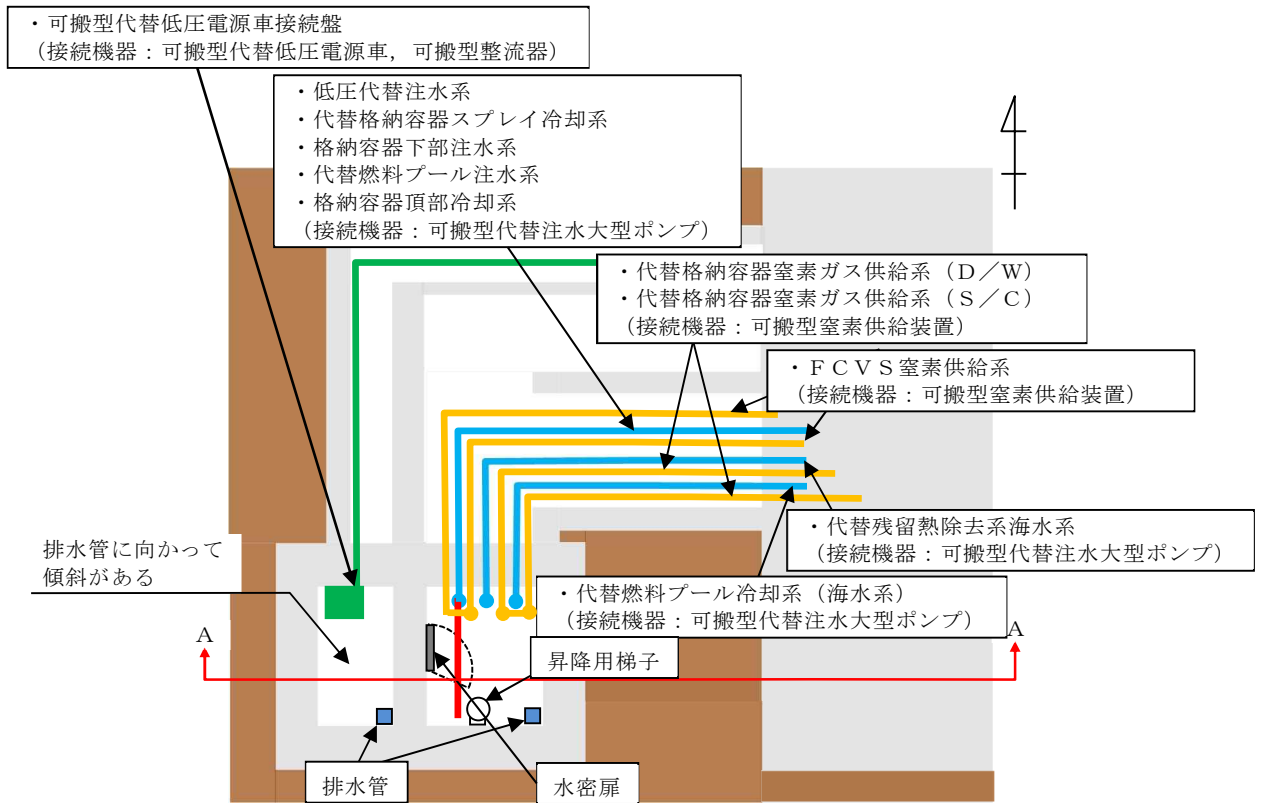 ・可搬型代替低圧電源車接続盤
（接続機器：可搬型代替低圧電源車，可搬型整流器）
・低圧代替注水系
・代替格納容器スプレイ冷却系
・格納容器下部注水系
・代替燃料プール注水系
・格納容器頂部冷却系
（接続機器：可搬型代替注水大型ポンプ）
・代替格納容器窒素ガス供給系（Ｄ／Ｗ）
・代替格納容器窒素ガス供給系（Ｓ／Ｃ）
（接続機器：可搬型窒素供給装置）
・ＦＣＶＳ窒素供給系
（接続機器：可搬型窒素供給装置）
・代替残留熱除去系海水系
（接続機器：可搬型代替注水大型ポンプ）
排水管に向かって
傾斜がある
・代替燃料プール冷却系（海水系）
（接続機器：可搬型代替注水大型ポンプ）
A
A
昇降用梯子
排水管
水密扉